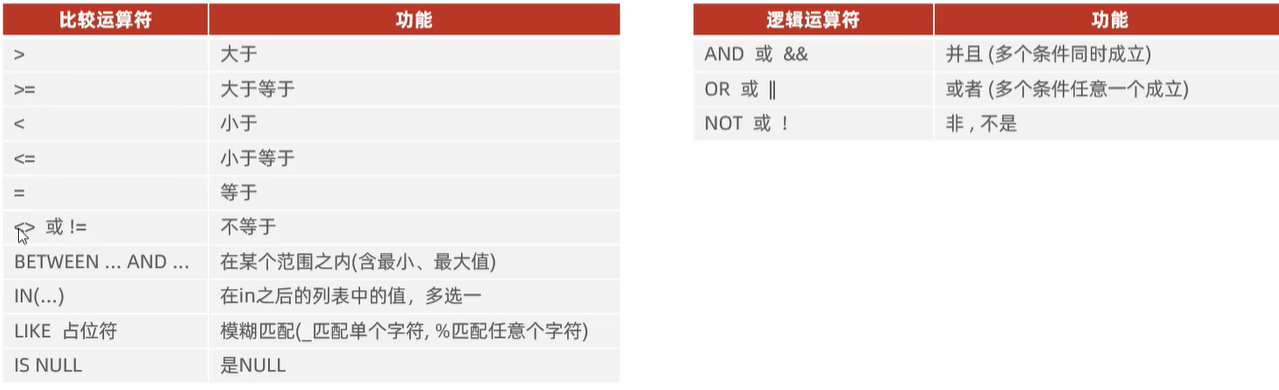 比较运算符 功能
> 大于
>= 大于等于
< 小于
<= 小于等于
= 等于
<> 或 != 不等于
BETWEEN ... AND ... 在某个范围之内(含最小、最大值)
IN(...) 在in之后的列表中的值，多选一
LIKE 占位符 模糊匹配(_匹配单个字符, %匹配任意个字符)
IS NULL 是NULL
逻辑运算符 功能
AND 或 && 并且 (多个条件同时成立)
OR 或 || 或者 (多个条件任意一个成立)
NOT 或 ! 非 , 不是